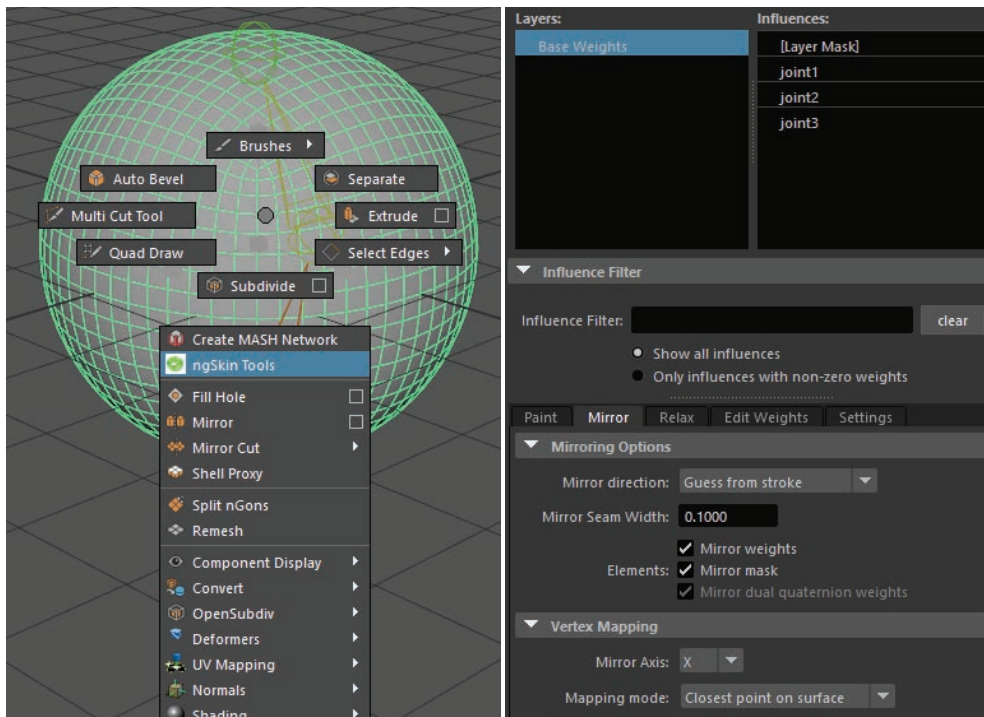 Brushes
Auto Bevel
Separate
Multi Cut Tool
Extrude
Quad Draw
Select Edges
Subdivide
Create MASH Network
ngSkin Tools
Fill Hole
Mirror
Mirror Cut
Shell Proxy
Split nGons
Remesh
Component Display
Convert
OpenSubdiv
Deformers
UV Mapping
Normals
Shading
Layers:
Base Weights
Influences:
[Layer Mask]
joint1
joint2
joint3
Influence Filter
Influence Filter:
clear
Show all influences
Only influences with non-zero weights
Paint Mirror Relax Edit Weights Settings
Mirroring Options
Mirror direction: Guess from stroke
Mirror Seam Width: 0.1000
Mirror weights
Elements: Mirror mask
Mirror dual quaternion weights
Vertex Mapping
Mirror Axis: X
Mapping mode: Closest point on surface